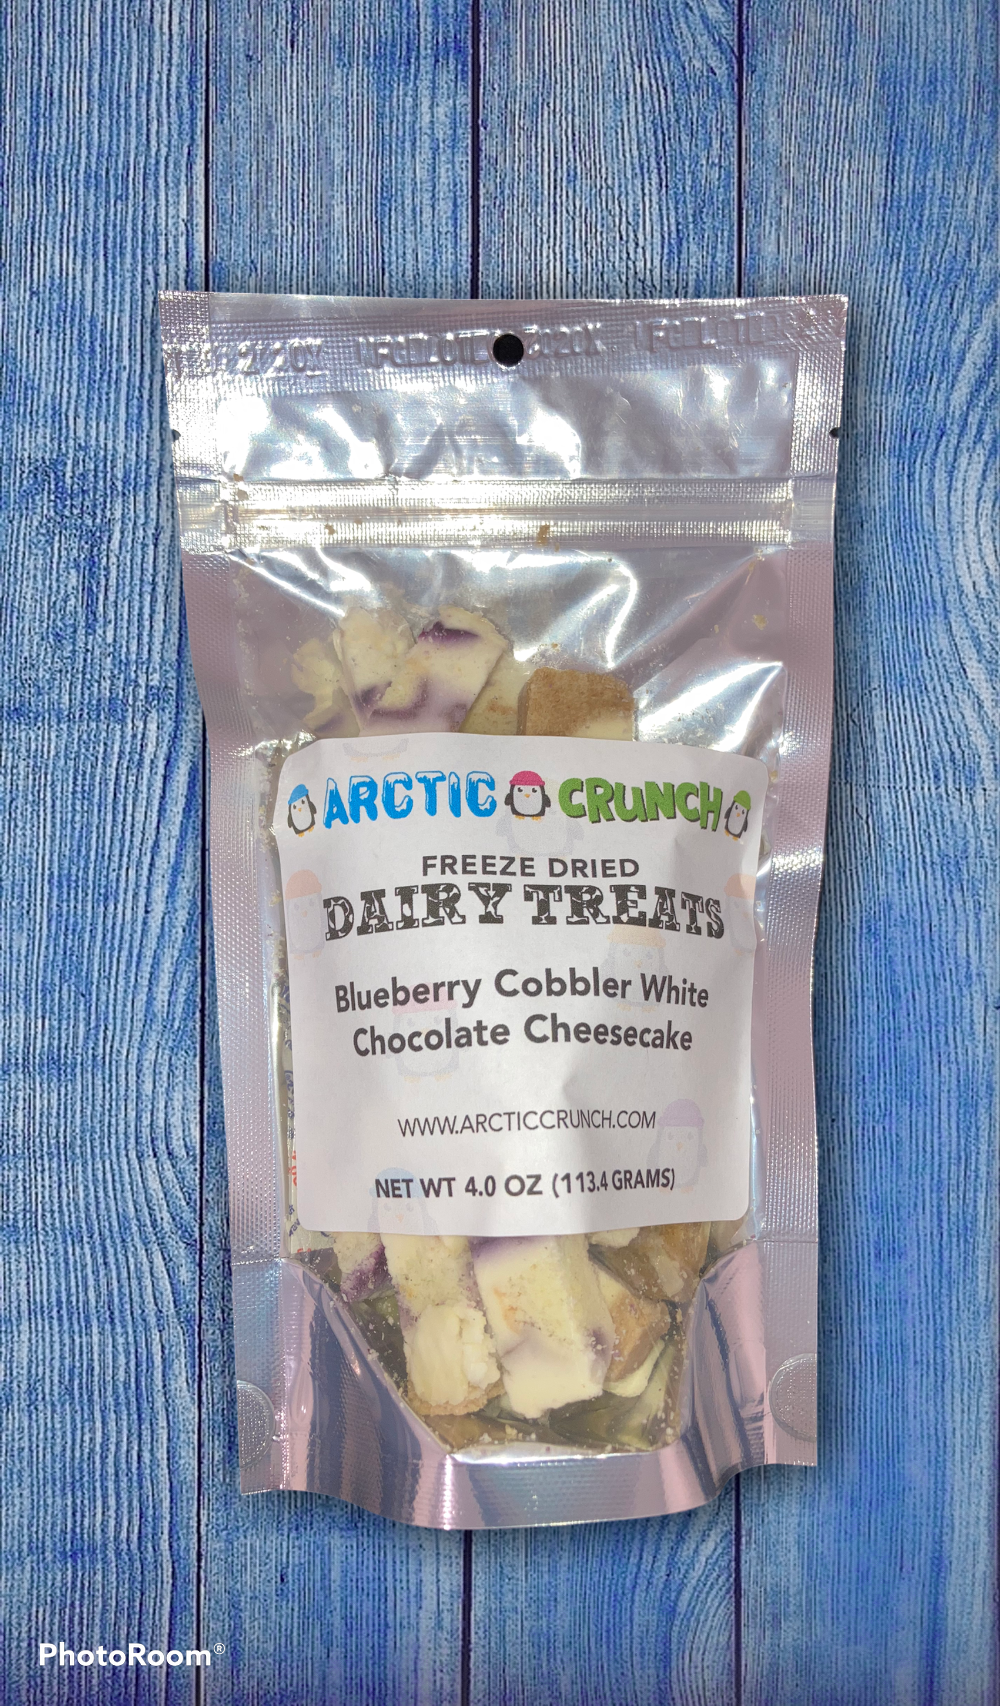 ARCTIC CRUNCH
FREEZE DRIED
DAIRY TREATS
Blueberry Cobbler White
Chocolate Cheesecake
WWW.ARCTICCRUNCH.COM
NET WT 4.0 OZ (113.4 GRAMS)
PhotoRoom®